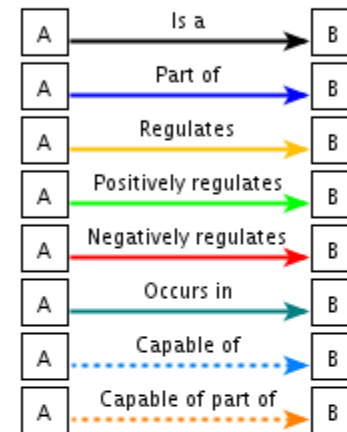 A Is a B
A Part of B
A Regulates B
A Positively regulates B
A Negatively regulates B
A Occurs in B
A Capable of B
A Capable of part of B